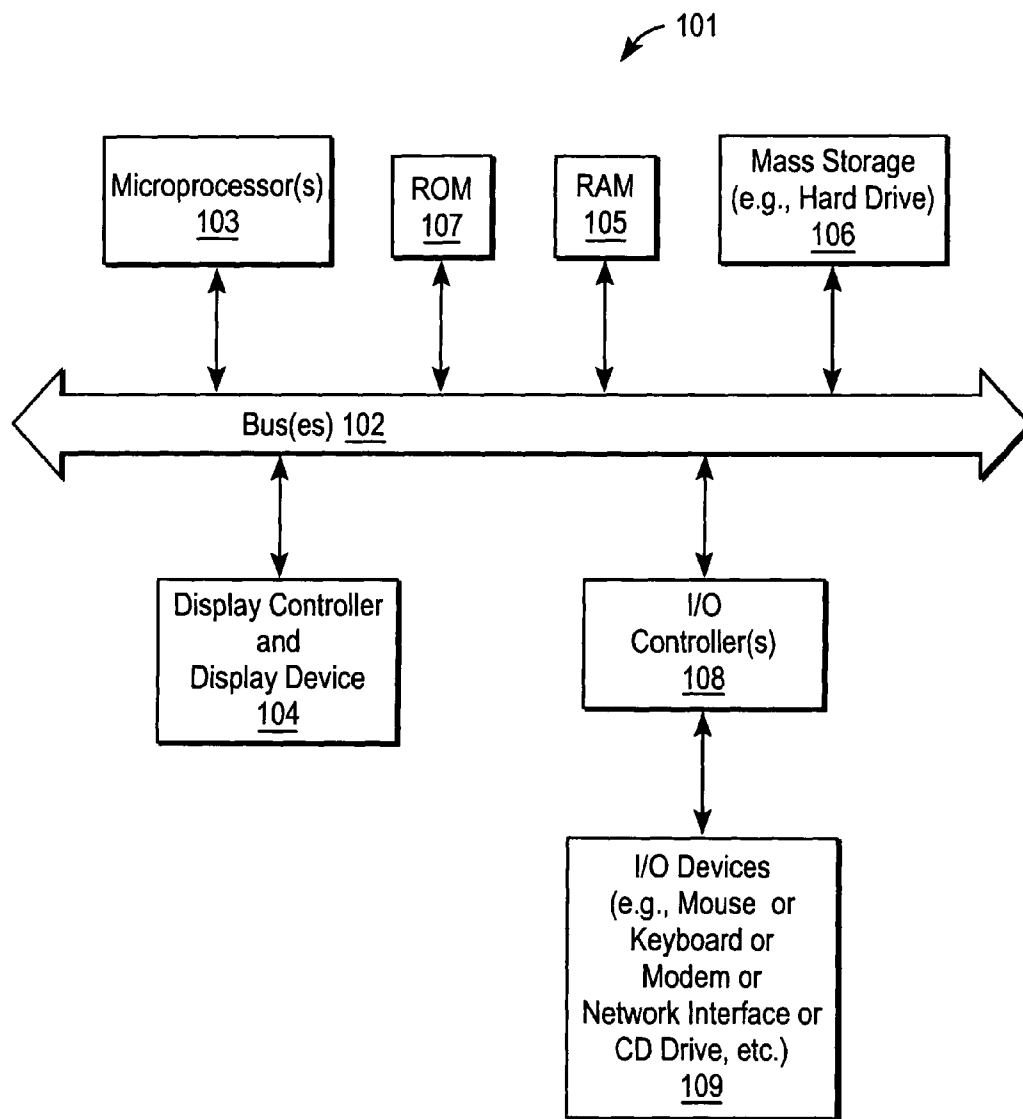 101
Microprocessor(s)
103
ROM
107
RAM
105
Mass Storage
(e.g., Hard Drive)
106
Bus(es) 102
Display Controller
and
Display Device
104
I/O
Controller(s)
108
I/O Devices
(e.g., Mouse or
Keyboard or
Modem or
Network Interface or
CD Drive, etc.)
109